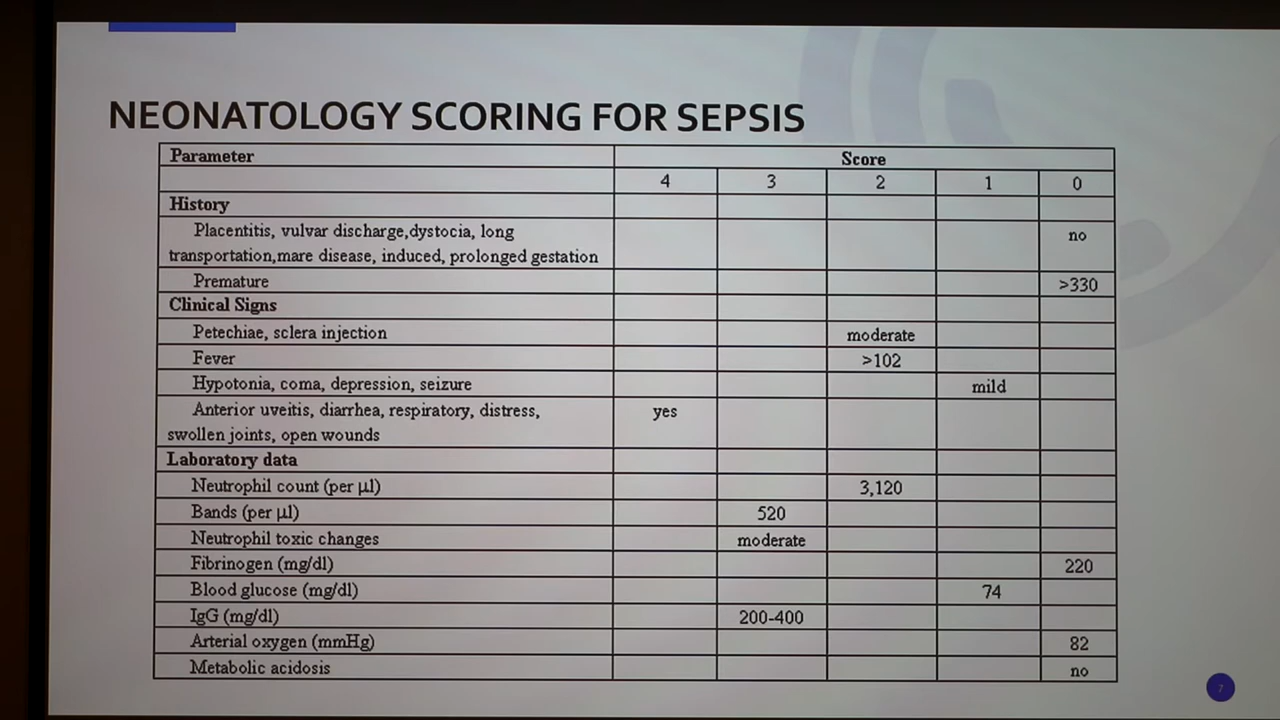 NEONATOLOGY SCORING FOR SEPSIS
Parameter Score
4 3 2 1 0
History
Placentitis, vulvar discharge,dystocia, long no
transportation,mare disease, induced, prolonged gestation
Premature >330
Clinical Signs
Petechiae, sclera injection moderate
Fever >102
Hypotonia, coma, depression, seizure mild
Anterior uveitis, diarrhea, respiratory, distress, yes
swollen joints, open wounds
Laboratory data
Neutrophil count (per µl) 3,120
Bands (per µl) 520
Neutrophil toxic changes moderate
Fibrinogen (mg/dl) 220
Blood glucose (mg/dl) 74
IgG (mg/dl) 200-400
Arterial oxygen (mmHg) 82
Metabolic acidosis no
7